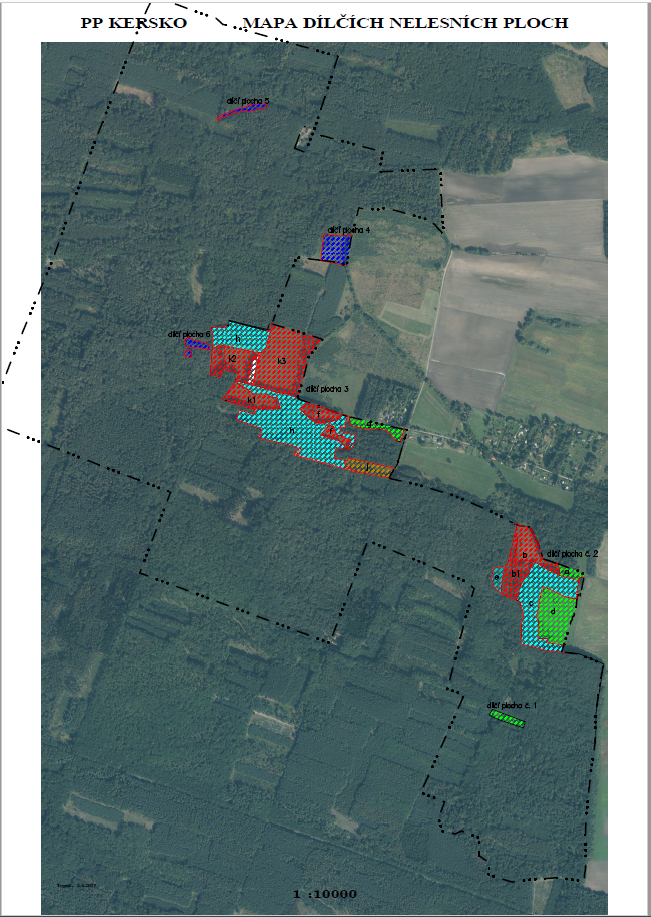 PP KERSKO MAPA DÍLČÍCH NELESNÍCH PLOCH
dílčí plocha 5
dílčí plocha 4
dílčí plocha 6
h
k2
k3
dílčí plocha 3
k1
f
g
h
f
j
b
dílčí plocha č. 2
e
b1
a
c
d
dílčí plocha č. 1
1 :10000